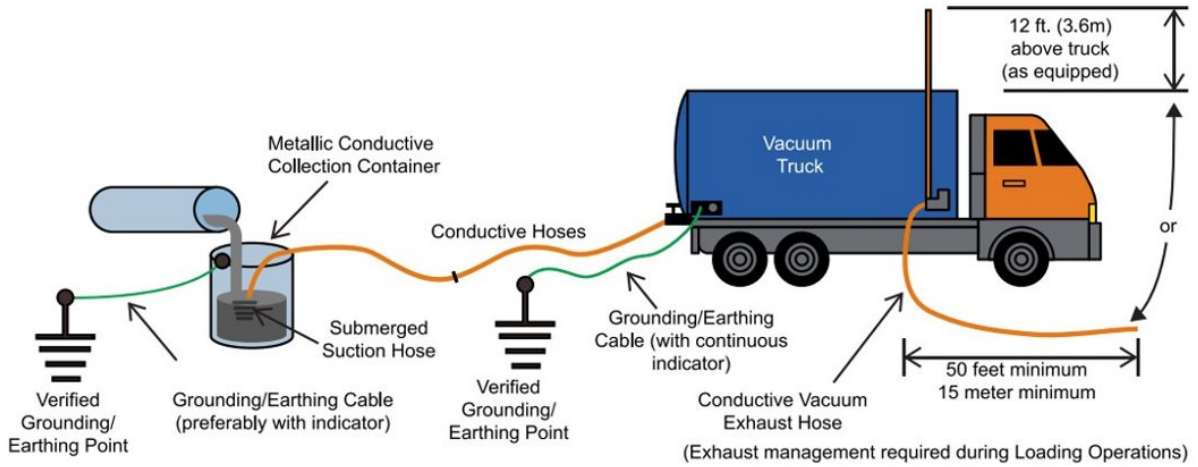 12 ft. (3.6m)
above truck
(as equipped)
Metallic Conductive
Collection Container
Vacuum
Truck
or
Conductive Hoses
Submerged
Suction Hose
Grounding/Earthing
Cable (with continuous
indicator)
50 feet minimum
15 meter minimum
Verified
Grounding/
Earthing Point
Grounding/Earthing Cable
(preferably with indicator)
Verified
Grounding/
Earthing Point
Conductive Vacuum
Exhaust Hose
(Exhaust management required during Loading Operations)